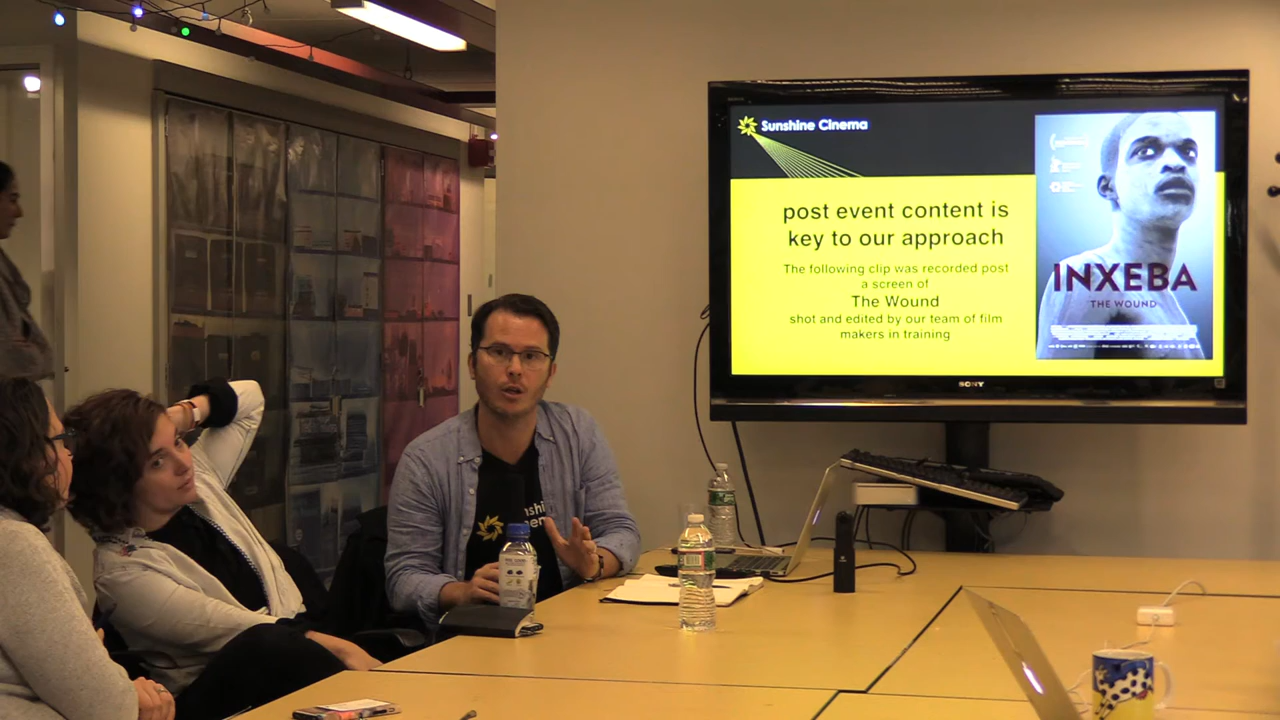 Sunshine Cinema
post event content is
key to our approach
The following clip was recorded post
a screen of
The Wound
shot and edited by our team of film
makers in training
INXEBA
THE WOUND
SONY